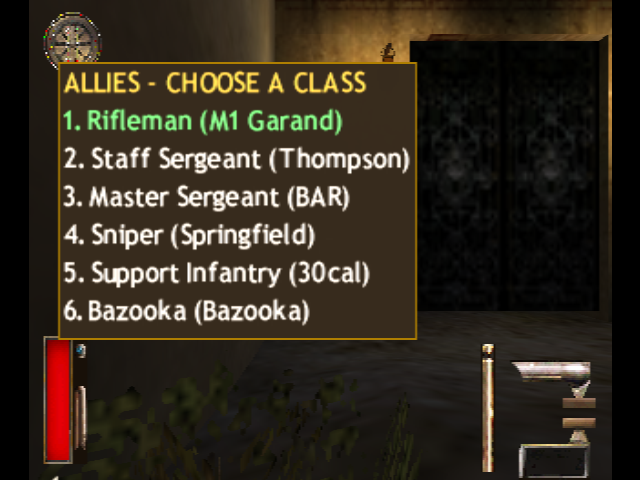 ALLIES - CHOOSE A CLASS
1. Rifleman (M1 Garand)
2. Staff Sergeant (Thompson)
3. Master Sergeant (BAR)
4. Sniper (Springfield)
5. Support Infantry (30cal)
6. Bazooka (Bazooka)